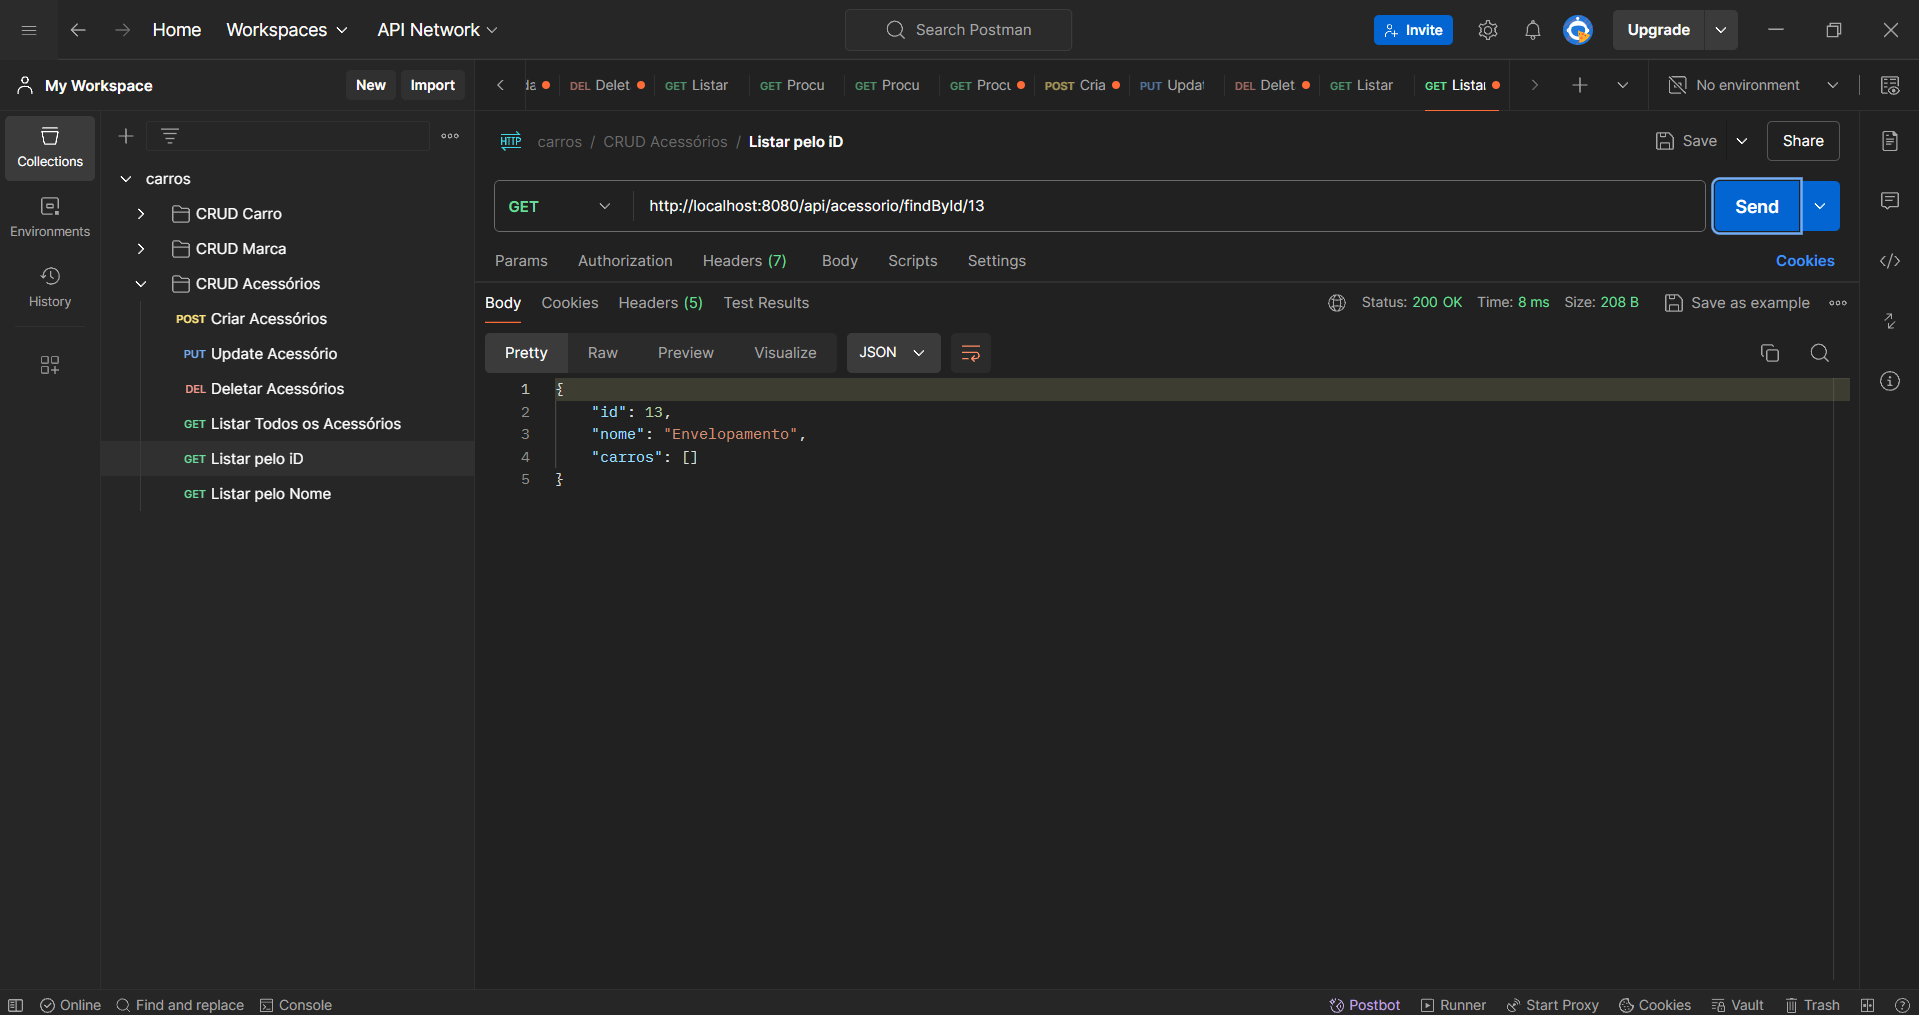 Home Workspaces API Network Search Postman Invite Upgrade
My Workspace New Import
DEL Delet GET Listar GET Procu GET Procu GET Procu POST Cria PUT Updat DEL Delet GET Listar GET Listar No environment
Collections
Environments
History
carros
CRUD Carro
CRUD Marca
CRUD Acessórios
POST Criar Acessórios
PUT Update Acessório
DEL Deletar Acessórios
GET Listar Todos os Acessórios
GET Listar pelo iD
GET Listar pelo Nome
HTTP carros / CRUD Acessórios / Listar pelo iD Save Share
GET http://localhost:8080/api/acessorio/findById/13 Send
Params Authorization Headers (7) Body Scripts Settings Cookies
Body Cookies Headers (5) Test Results Status: 200 OK Time: 8 ms Size: 208 B Save as example
Pretty Raw Preview Visualize JSON
1 {
2 "id": 13,
3 "nome": "Envelopamento",
4 "carros": []
5 }
Online Find and replace Console Postbot Runner Start Proxy Cookies Vault Trash